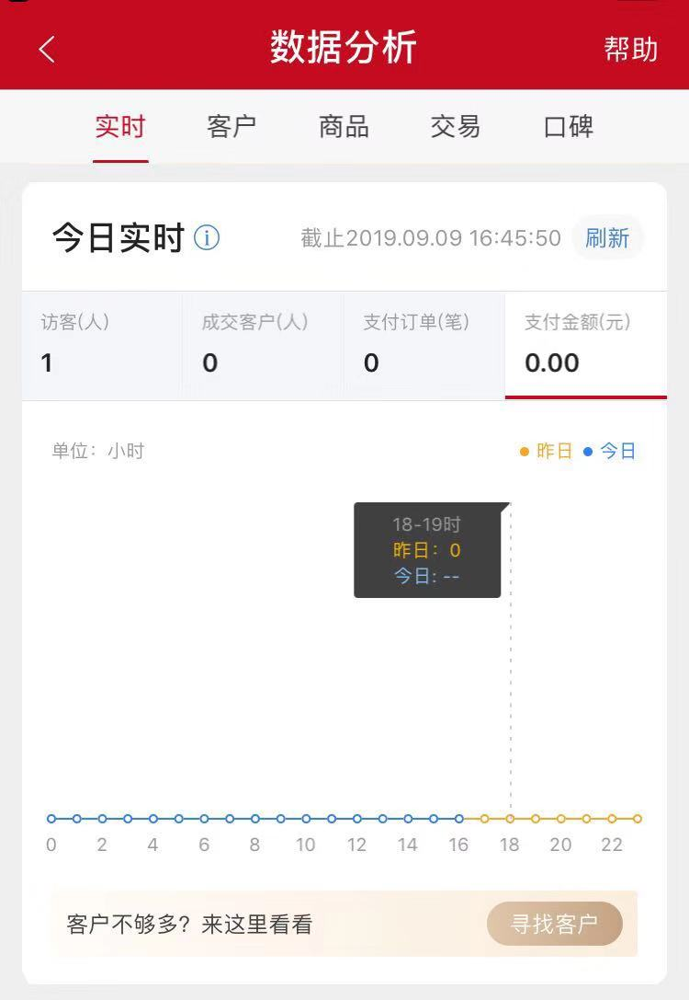 数据分析 帮助
实时 客户 商品 交易 口碑
今日实时 i 截止2019.09.09 16:45:50 刷新
访客(人) 成交客户(人) 支付订单(笔) 支付金额(元)
1 0 0 0.00
单位：小时 昨日 今日
18-19时
昨日：0
今日: --
0 2 4 6 8 10 12 14 16 18 20 22
客户不够多？来这里看看 寻找客户